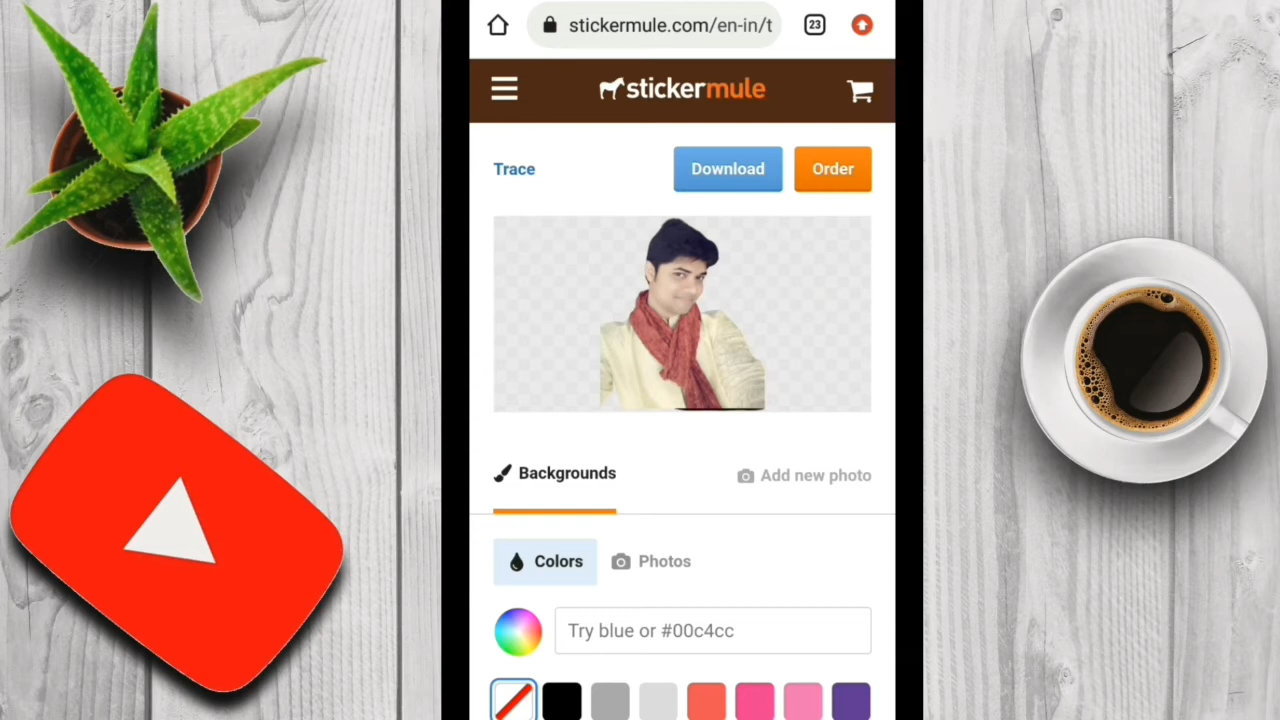 stickermule.com/en-in/t
23
stickermule
Trace
Download
Order
Backgrounds
Add new photo
Colors
Photos
Try blue or #00c4cc